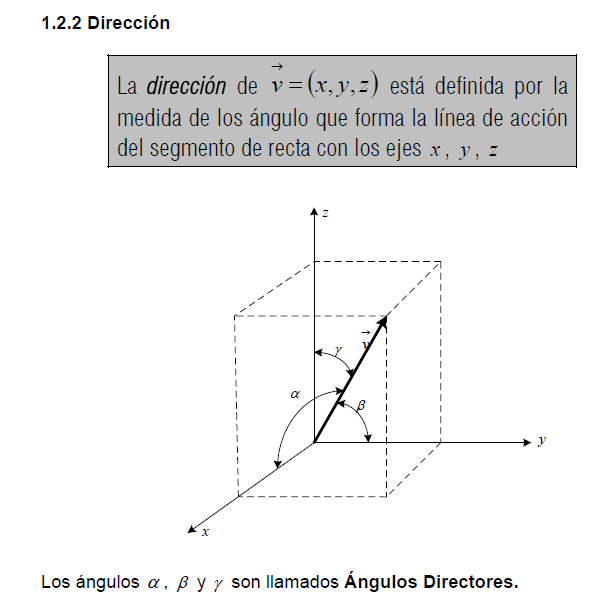 1.2.2 Dirección
La dirección de v⃗ = (x, y, z) está definida por la
medida de los ángulo que forma la línea de acción
del segmento de recta con los ejes x , y , z
z
v⃗
γ
α
β
y
x
Los ángulos α , β y γ son llamados Ángulos Directores.